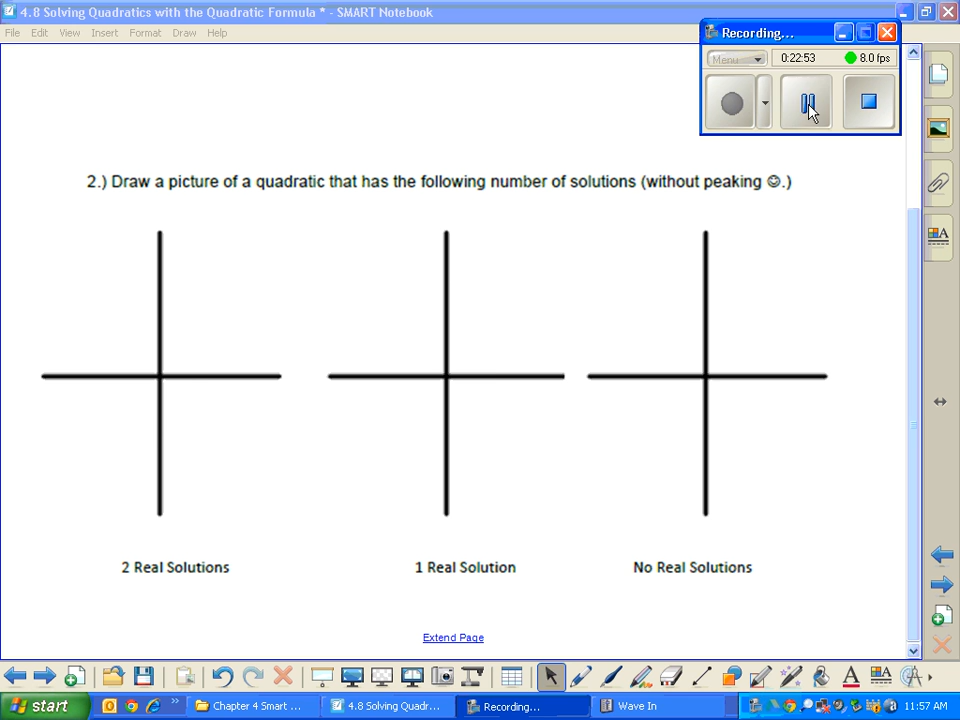 4.8 Solving Quadratics with the Quadratic Formula * - SMART Notebook
File Edit View Insert Format Draw Help
Recording...
Menu 0:22:53 8.0 fps
2.) Draw a picture of a quadratic that has the following number of solutions (without peaking ☺.)
2 Real Solutions 1 Real Solution No Real Solutions
Extend Page
start Chapter 4 Smart ... 4.8 Solving Quadr... Recording... Wave In 11:57 AM